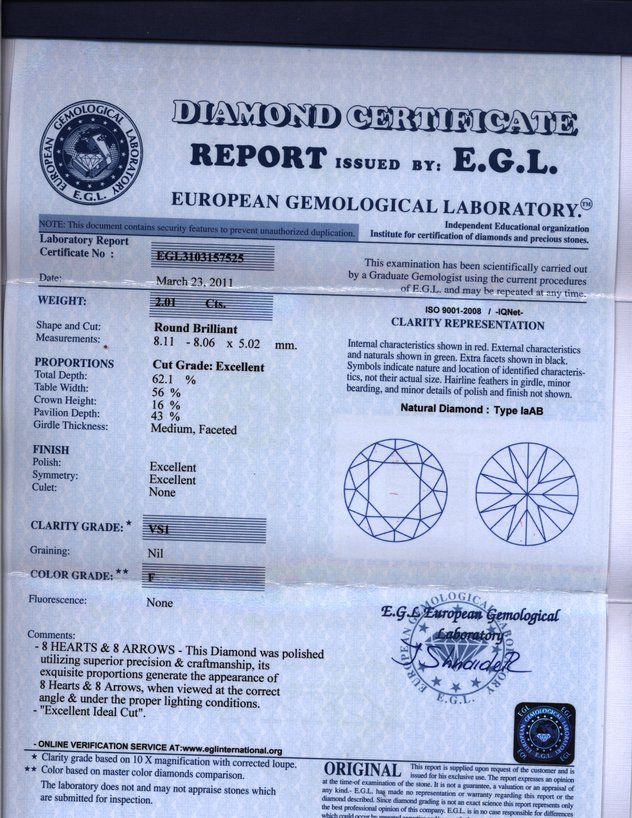 EUROPEAN GEMOLOGICAL LABORATORY
E.G.L.
DIAMOND CERTIFICATE
REPORT ISSUED BY: E.G.L.
EUROPEAN GEMOLOGICAL LABORATORY.™
NOTE: This document contains security features to prevent unauthorized duplication.
Independent Educational organization
Institute for certification of diamonds and precious stones.
Laboratory Report
Certificate No : EGL3103157525
Date: March 23, 2011
This examination has been scientifically carried out
by a Graduate Gemologist using the current procedures
of E.G.L. and may be repeated at any time.
WEIGHT: 2.01 Cts.
Shape and Cut: Round Brilliant
Measurements: 8.11 - 8.06 x 5.02 mm.
PROPORTIONS Cut Grade: Excellent
Total Depth: 62.1 %
Table Width: 56 %
Crown Height: 16 %
Pavilion Depth: 43 %
Girdle Thickness: Medium, Faceted
FINISH
Polish: Excellent
Symmetry: Excellent
Culet: None
CLARITY GRADE: * VS1
Graining: Nil
COLOR GRADE: ** F
Fluorescence: None
ISO 9001-2008 / -IQNet-
CLARITY REPRESENTATION
Internal characteristics shown in red. External characteristics
and naturals shown in green. Extra facets shown in black.
Symbols indicate nature and location of identified characteris-
tics, not their actual size. Hairline feathers in girdle, minor
bearding, and minor details of polish and finish not shown.
Natural Diamond : Type IaAB
Comments:
- 8 HEARTS & 8 ARROWS - This Diamond was polished
utilizing superior precision & craftmanship, its
exquisite proportions generate the appearance of
8 Hearts & 8 Arrows, when viewed at the correct
angle & under the proper lighting conditions.
- "Excellent Ideal Cut".
E.G.L European Gemological
Laboratory
EUROPEAN GEMOLOGICAL LABORATORY
E.G.L.
EGL EGL
EGL EGL
- ONLINE VERIFICATION SERVICE AT:www.eglinternational.org
* Clarity grade based on 10 X magnification with corrected loupe.
** Color based on master color diamonds comparison.
The laboratory does not and may not appraise stones which
are submitted for inspection.
ORIGINAL This report is supplied upon request of the customer and is
issued for his exclusive use. The report expresses an opinion
at the time-of examination of the stone. It is not a guarantee, a valuation or an appraisal of
any kind.- E.G.L. has made no representation or warranty regarding this report or the
diamond described. Since diamond grading is not an exact science this report represents only
the best professional opinion of this company. E.G.L. is in no case responsible for differences
which could occur by repeated